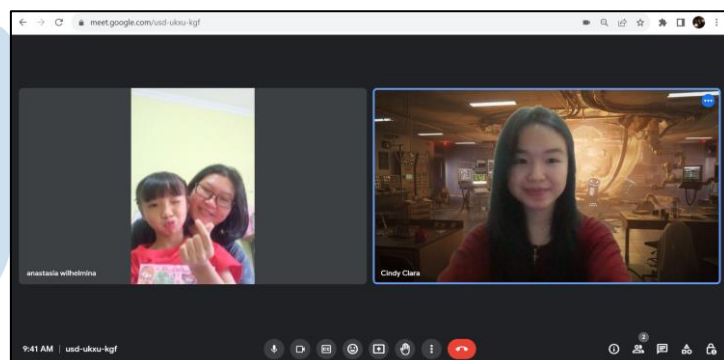 meet.google.com/usd-ukxu-kgf
anastasia wilhelmina
Cindy Clara
9:41 AM | usd-ukxu-kgf
2